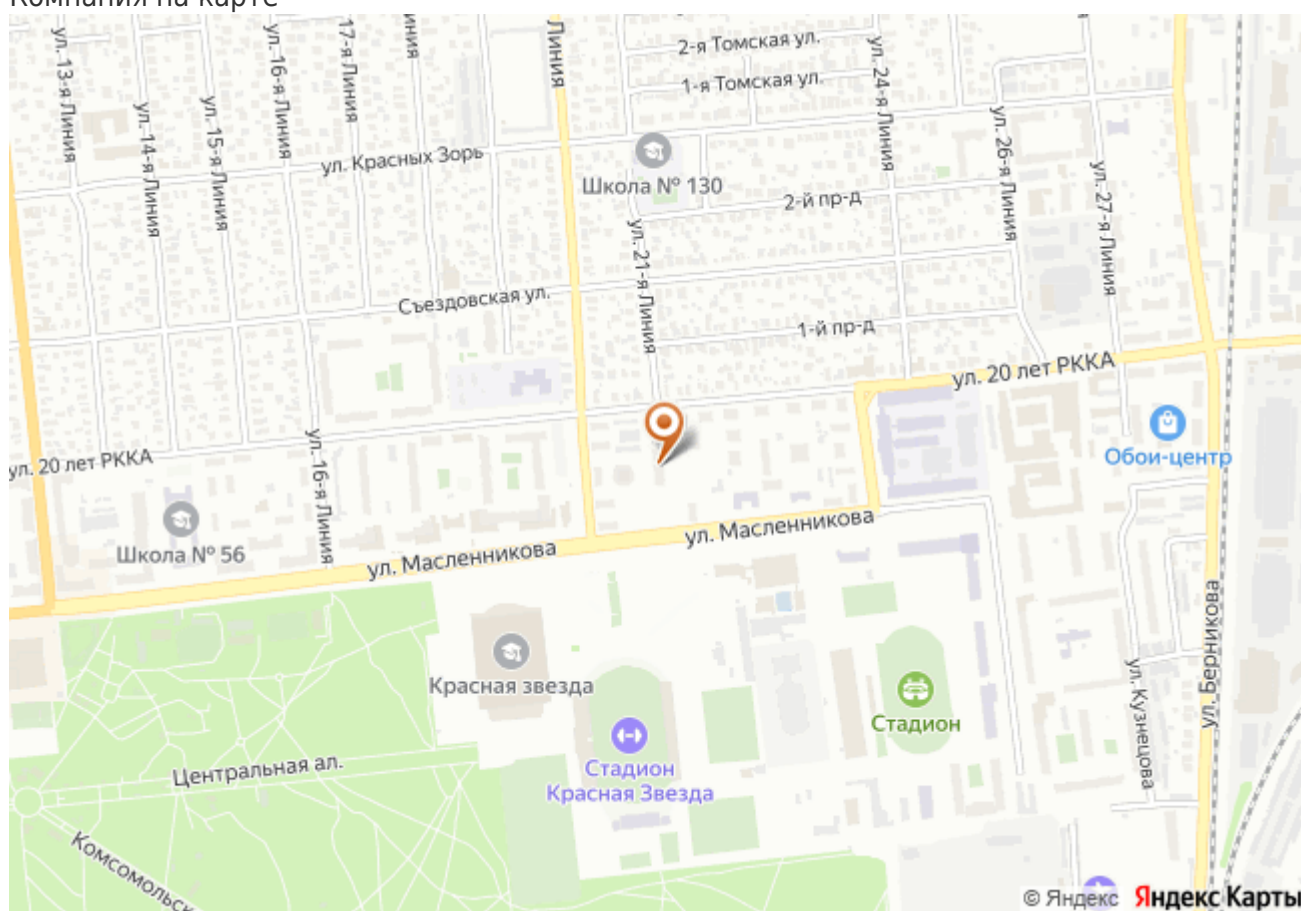 Компания на карте
ул. 13-я Линия
ул. 14-я Линия
ул. 15-я Линия
ул. 16-я Линия
17-я Линия
иния
Линия
2-я Томская ул.
1-я Томская ул.
ул. 24-я Линия
ул. 26-я Линия
ул. 27-я Линия
ул. Красных Зорь
Школа № 130
2-й пр-д
ул. 21-я Линия
Съездовская ул.
1-й пр-д
ул. 20 лет РККА
ул. 20 лет РККА
ул. 16-я Линия
Обои-центр
Школа № 56
ул. Масленникова
ул. Масленникова
Красная звезда
Стадион
Стадион
Красная Звезда
ул. Кузнецова
ул. Берникова
Центральная ал.
Комсомольск
© Яндекс Яндекс Карты